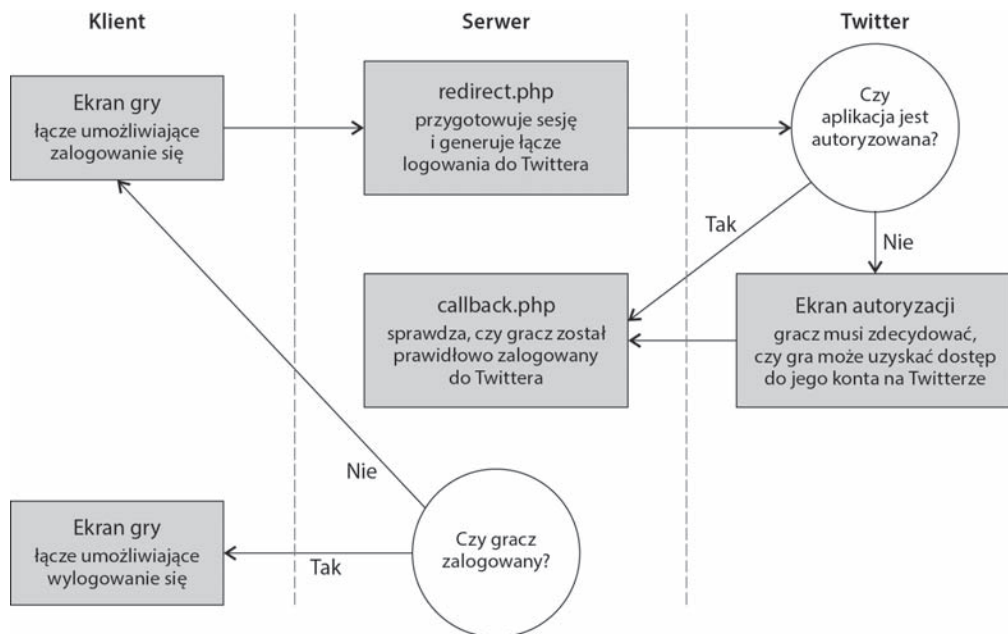 Klient
Serwer
Twitter
Ekran gry
łącze umożliwiające
zalogowanie się
redirect.php
przygotowuje sesję
i generuje łącze
logowania do Twittera
Czy
aplikacja jest
autoryzowana?
Tak
Nie
callback.php
sprawdza, czy gracz został
prawidłowo zalogowany
do Twittera
Ekran autoryzacji
gracz musi zdecydować,
czy gra może uzyskać dostęp
do jego konta na Twitterze
Nie
Ekran gry
łącze umożliwiające
wylogowanie się
Tak
Czy gracz
zalogowany?